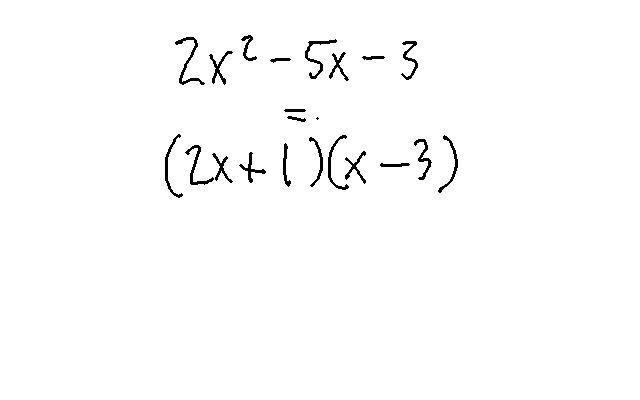 2x² - 5x - 3
=
(2x + 1)(x - 3)